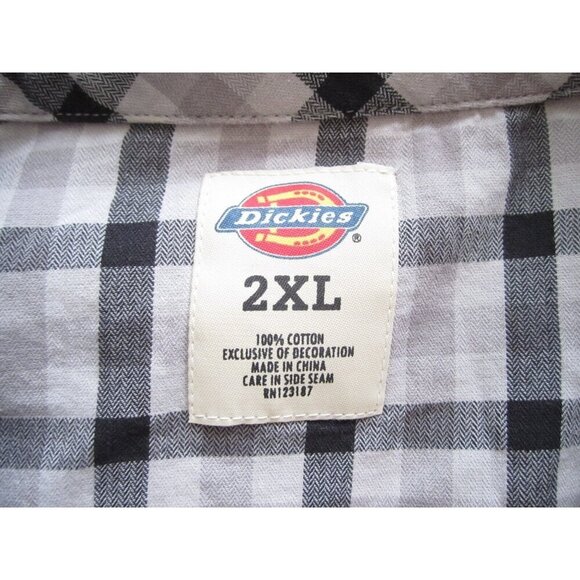 Dickies
®
2XL
100% COTTON
EXCLUSIVE OF DECORATION
MADE IN CHINA
CARE IN SIDE SEAM
RN123187